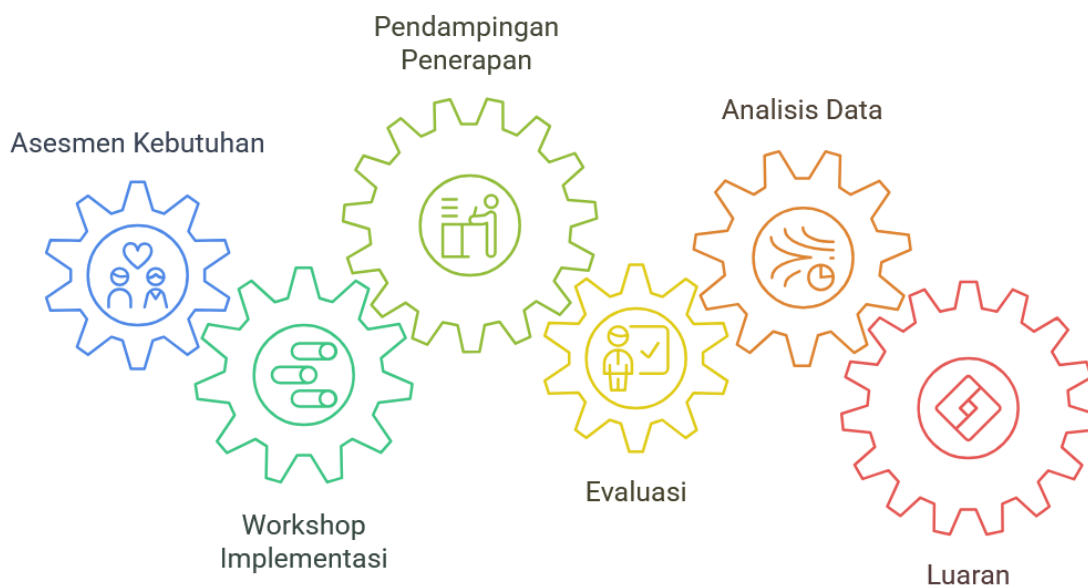 Asesmen Kebutuhan
Workshop
Implementasi
Pendampingan
Penerapan
Evaluasi
Analisis Data
Luaran